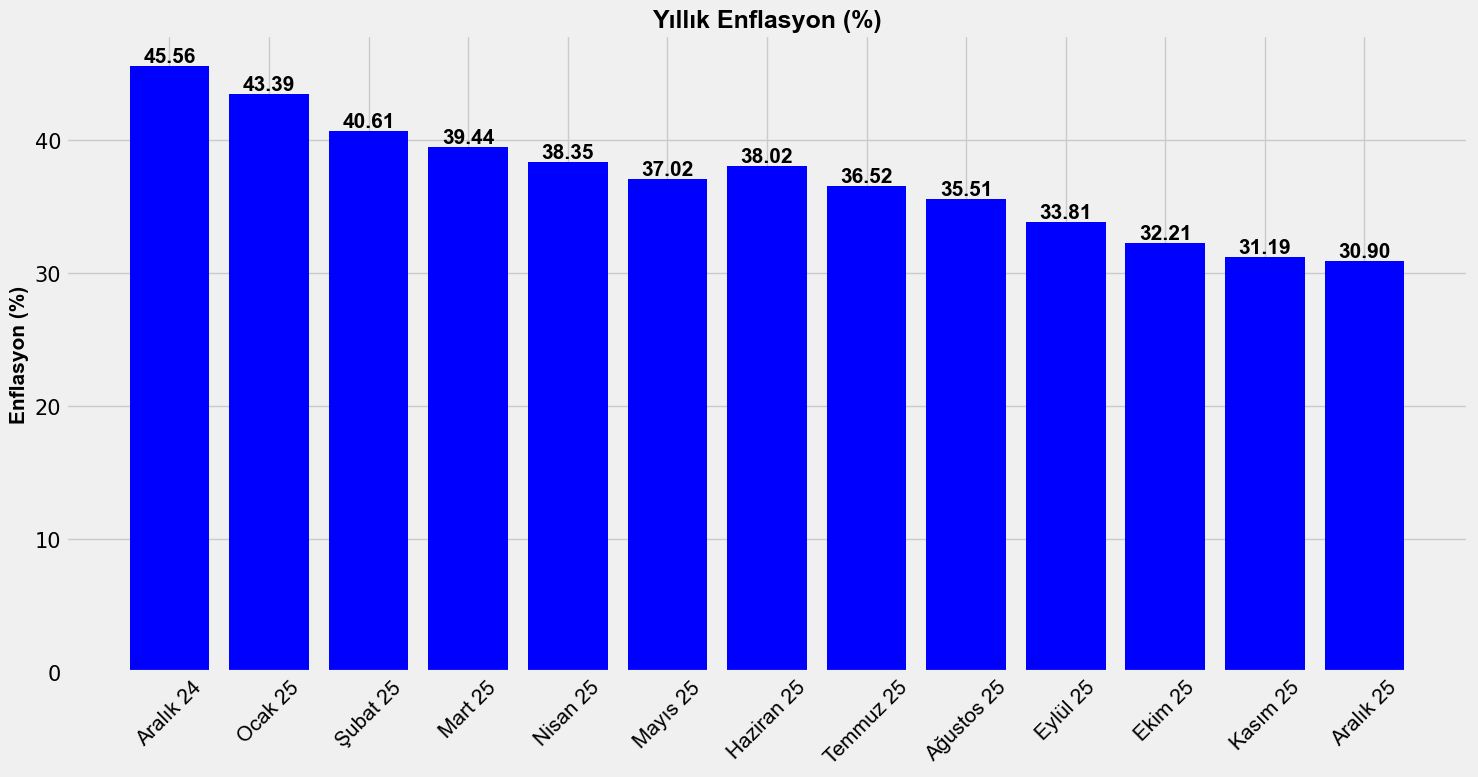 Yıllık Enflasyon (%)
Enflasyon (%)
40
30
20
10
0
45.56
43.39
40.61
39.44
38.35
37.02
38.02
36.52
35.51
33.81
32.21
31.19
30.90
Aralık 24
Ocak 25
Şubat 25
Mart 25
Nisan 25
Mayıs 25
Haziran 25
Temmuz 25
Ağustos 25
Eylül 25
Ekim 25
Kasım 25
Aralık 25